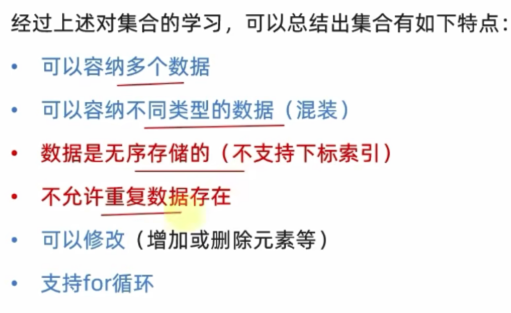 经过上述对集合的学习，可以总结出集合有如下特点：
• 可以容纳多个数据
• 可以容纳不同类型的数据（混装）
• 数据是无序存储的（不支持下标索引）
• 不允许重复数据存在
• 可以修改（增加或删除元素等）
• 支持for循环